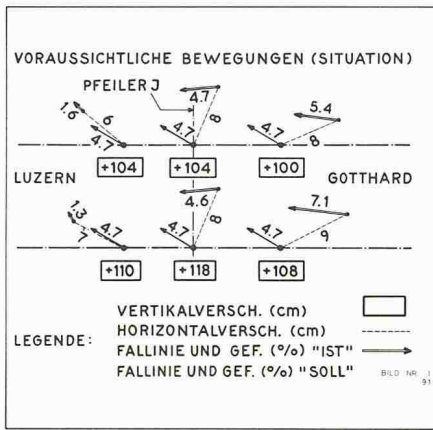 VORAUSSICHTLICHE BEWEGUNGEN (SITUATION)
PFEILER J
4.7
5.4
1.6 6 8
4.7 4.7 4.7 8
+104 +104 +100
LUZERN GOTTHARD
4.6
7.1
1.3 7 4.7 4.7 8 4.7 9
+110 +118 +108
VERTIKALVERSCH. (cm)
HORIZONTALVERSCH. (cm)
LEGENDE:
FALLINIE UND GEF. (%) "IST"
FALLINIE UND GEF. (%) "SOLL"
BILD NR. 1
91